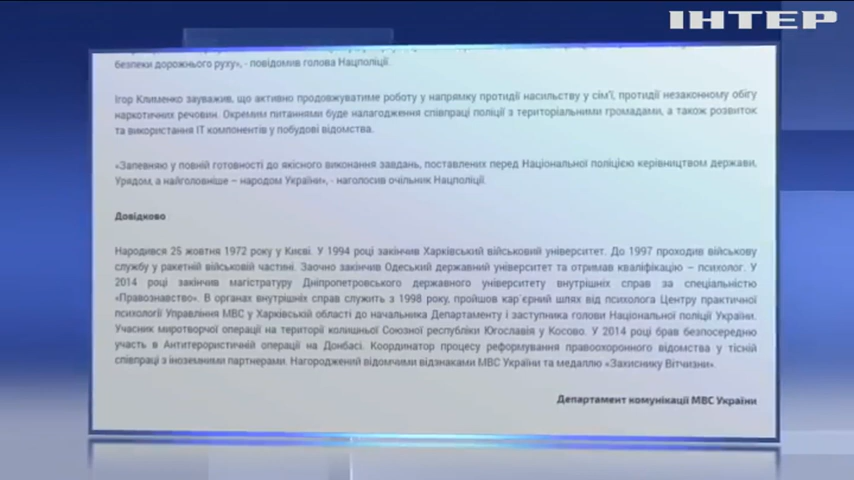 ІНТЕР
безпеки дорожнього руху», - повідомив голова Нацполіції.
Ігор Клименко зауважив, що активно продовжуватиме роботу у напрямку протидії насильству у сім'ї, протидії незаконному обігу
наркотичних речовин. Окремим питаннями буде налагодження співпраці поліції з територіальними громадами, а також розвиток
та використання ІТ компонентів у побудові відомства.
«Запевняю у повній готовності до якісного виконання завдань, поставлених перед Національної поліцією керівництвом держави,
Урядом, а найголовніше – народом України», - наголосив очільник Нацполіції.
Довідково
Народився 25 жовтня 1972 року у Києві. У 1994 році закінчив Харківський військовий університет. До 1997 проходив військову
службу у ракетній військовій частині. Заочно закінчив Одеський державний університет та отримав кваліфікацію – психолог. У
2014 році закінчив магістратуру Дніпропетровського державного університету внутрішніх справ за спеціальністю
«Правознавство». В органах внутрішніх справ служить з 1998 року, пройшов кар'єрний шлях від психолога Центру практичної
психології Управління МВС у Харківській області до начальника Департаменту і заступника голови Національної поліції України.
Учасник миротворчої операції на території колишньої Союзної республіки Югославія у Косово. У 2014 році брав безпосередню
участь в Антитерористичній операції на Донбасі. Координатор процесу реформування правоохоронного відомства у тісній
співпраці з іноземними партнерами. Нагороджений відомчими відзнаками МВС України та медаллю «Захиснику Вітчизни».
Департамент комунікації МВС України